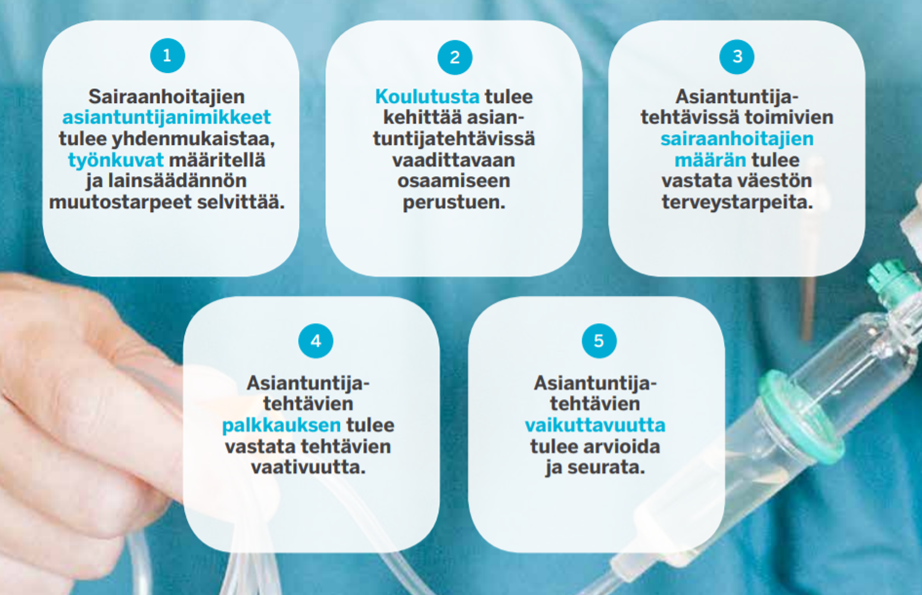 1
Sairaanhoitajien
asiantuntijanimikkeet
tulee yhdenmukaistaa,
työnkuvat määritellä
ja lainsäädännön
muutostarpeet selvittää.
2
Koulutusta tulee
kehittää asian-
tuntijatehtävissä
vaadittavaan
osaamiseen
perustuen.
3
Asiantuntija-
tehtävissä toimivien
sairaanhoitajien
määrän tulee
vastata väestön
terveystarpeita.
4
Asiantuntija-
tehtävien
palkkauksen tulee
vastata tehtävien
vaativuutta.
5
Asiantuntija-
tehtävien
vaikuttavuutta
tulee arvioida
ja seurata.